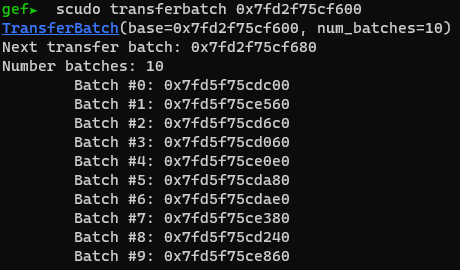 gef➤  scudo transferbatch 0x7fd2f75cf600
TransferBatch(base=0x7fd2f75cf600, num_batches=10)
Next transfer batch: 0x7fd2f75cf680
Number batches: 10
        Batch #0: 0x7fd5f75cdc00
        Batch #1: 0x7fd5f75ce560
        Batch #2: 0x7fd5f75cd6c0
        Batch #3: 0x7fd5f75cd060
        Batch #4: 0x7fd5f75ce0e0
        Batch #5: 0x7fd5f75cda80
        Batch #6: 0x7fd5f75cdae0
        Batch #7: 0x7fd5f75ce380
        Batch #8: 0x7fd5f75cd240
        Batch #9: 0x7fd5f75ce860